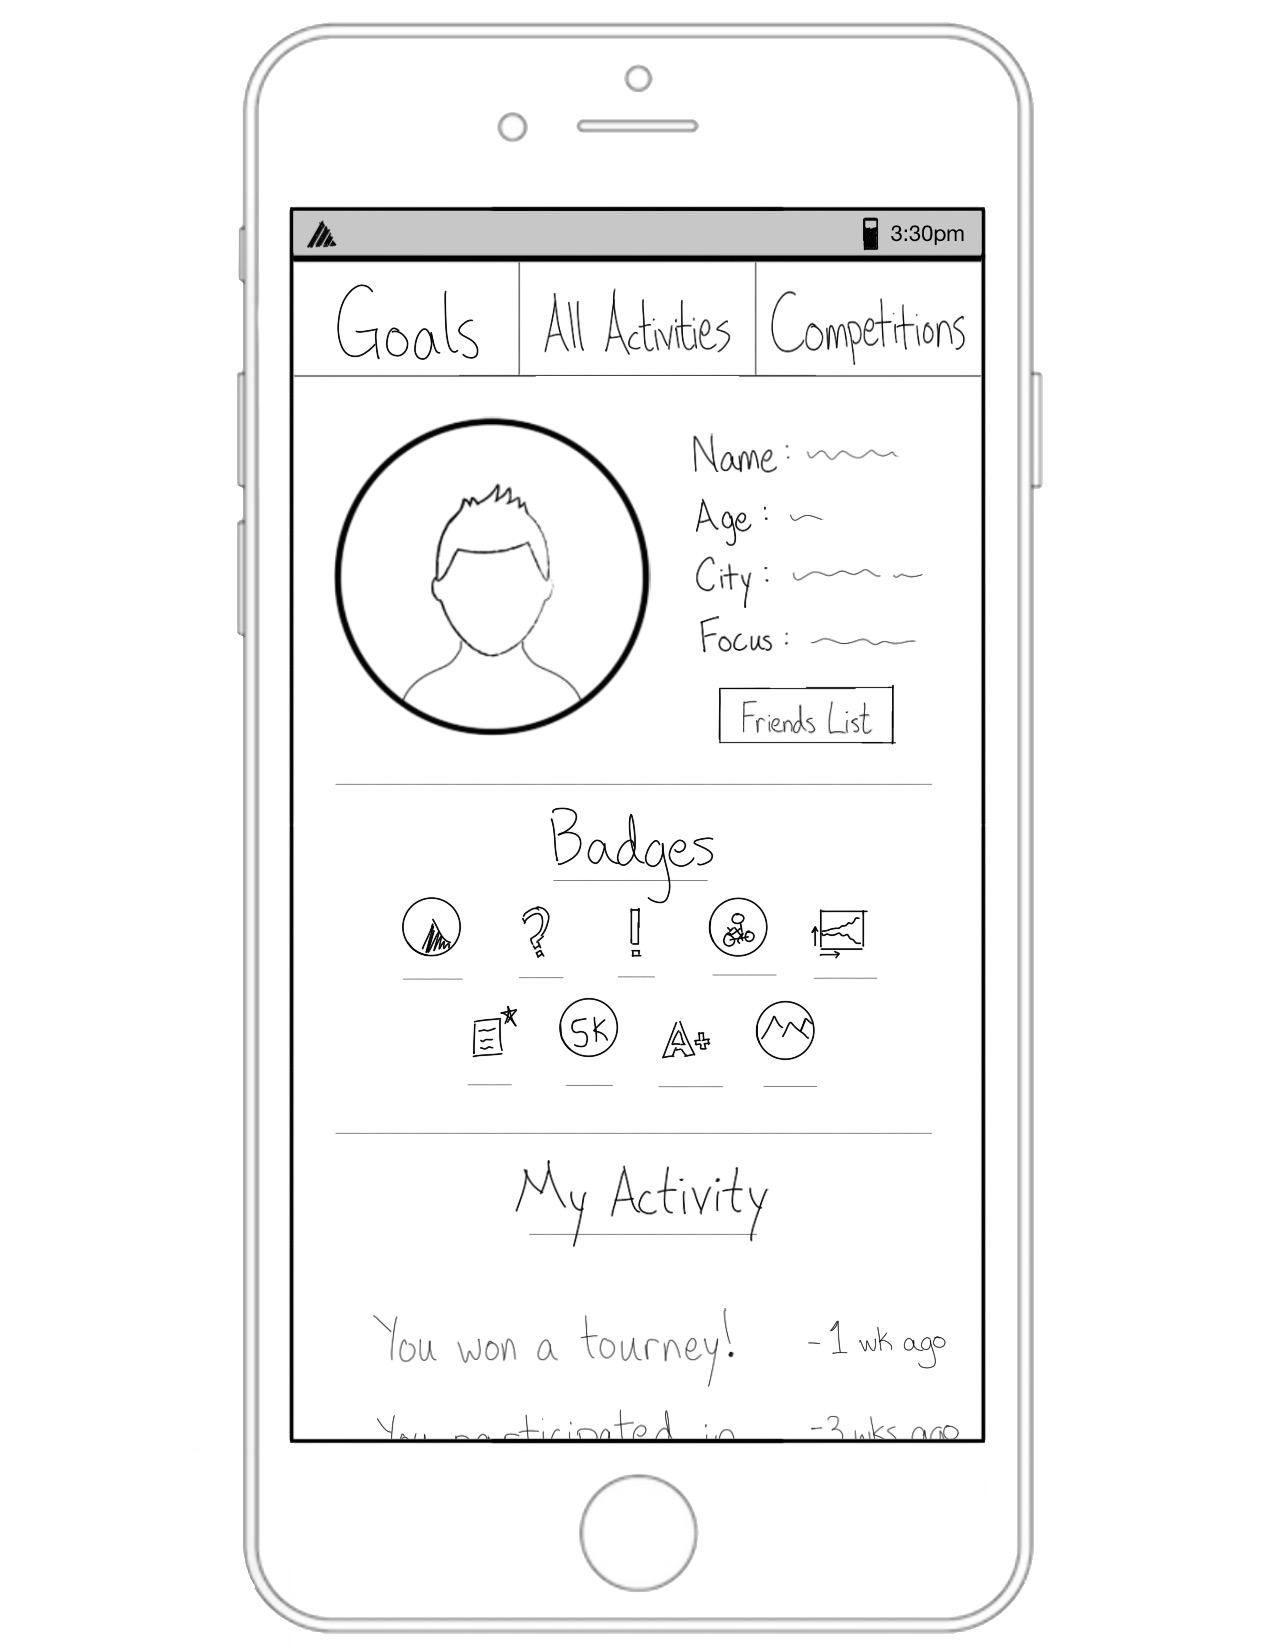 3:30pm
Goals All Activities Competitions
Name:
Age:
City:
Focus:
Friends List
Badges
? !
5K A+
My Activity
You won a tourney! -1 wk ago
You participated in -3 wks ago